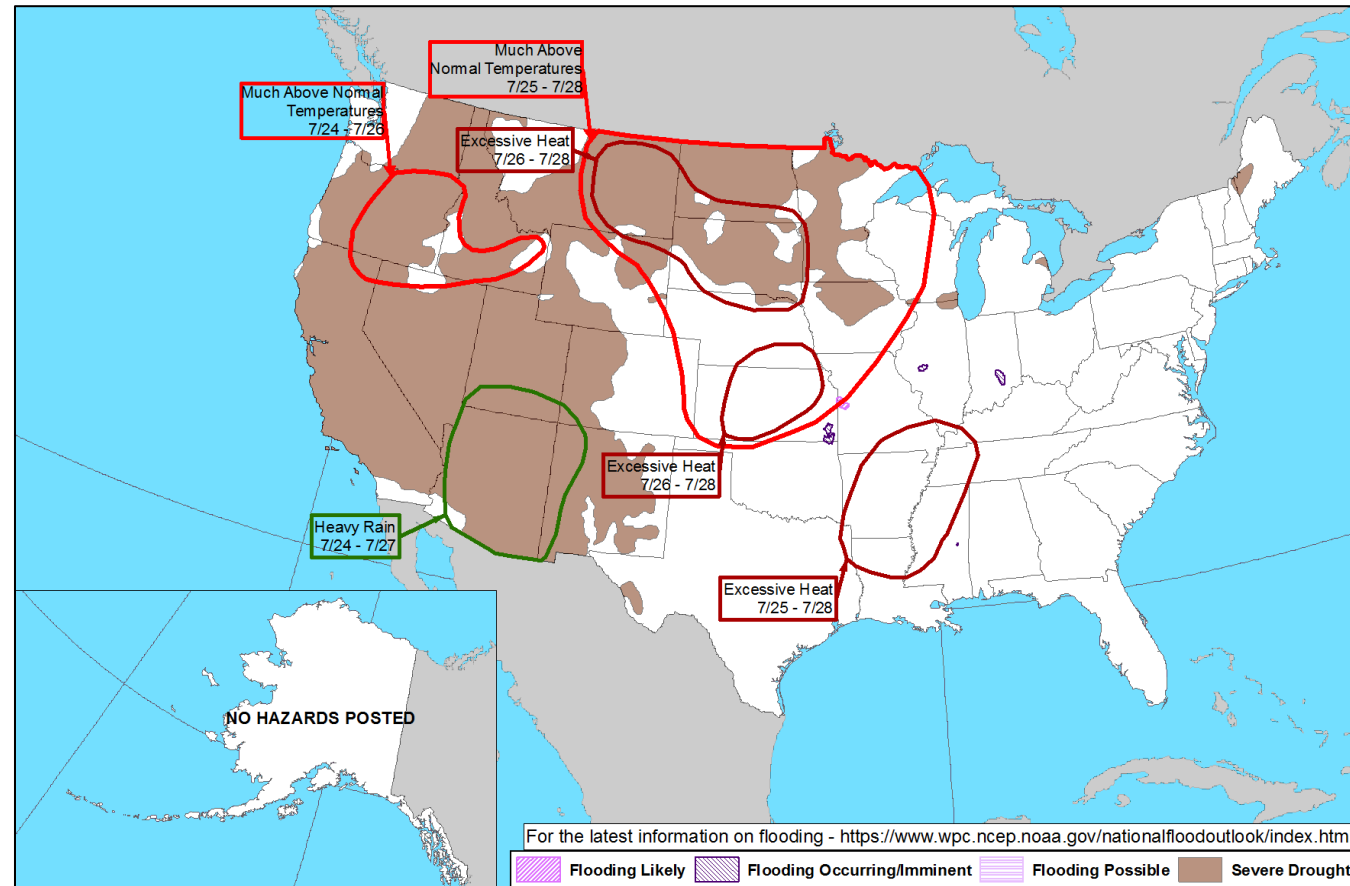 Much Above
Normal Temperatures
7/25 - 7/28
Much Above Normal
Temperatures
7/24 - 7/26
Excessive Heat
7/26 - 7/28
Excessive Heat
7/26 - 7/28
Heavy Rain
7/24 - 7/27
Excessive Heat
7/25 - 7/28
NO HAZARDS POSTED
For the latest information on flooding - https://www.wpc.ncep.noaa.gov/nationalfloodoutlook/index.htm
Flooding Likely Flooding Occurring/Imminent Flooding Possible Severe Drought